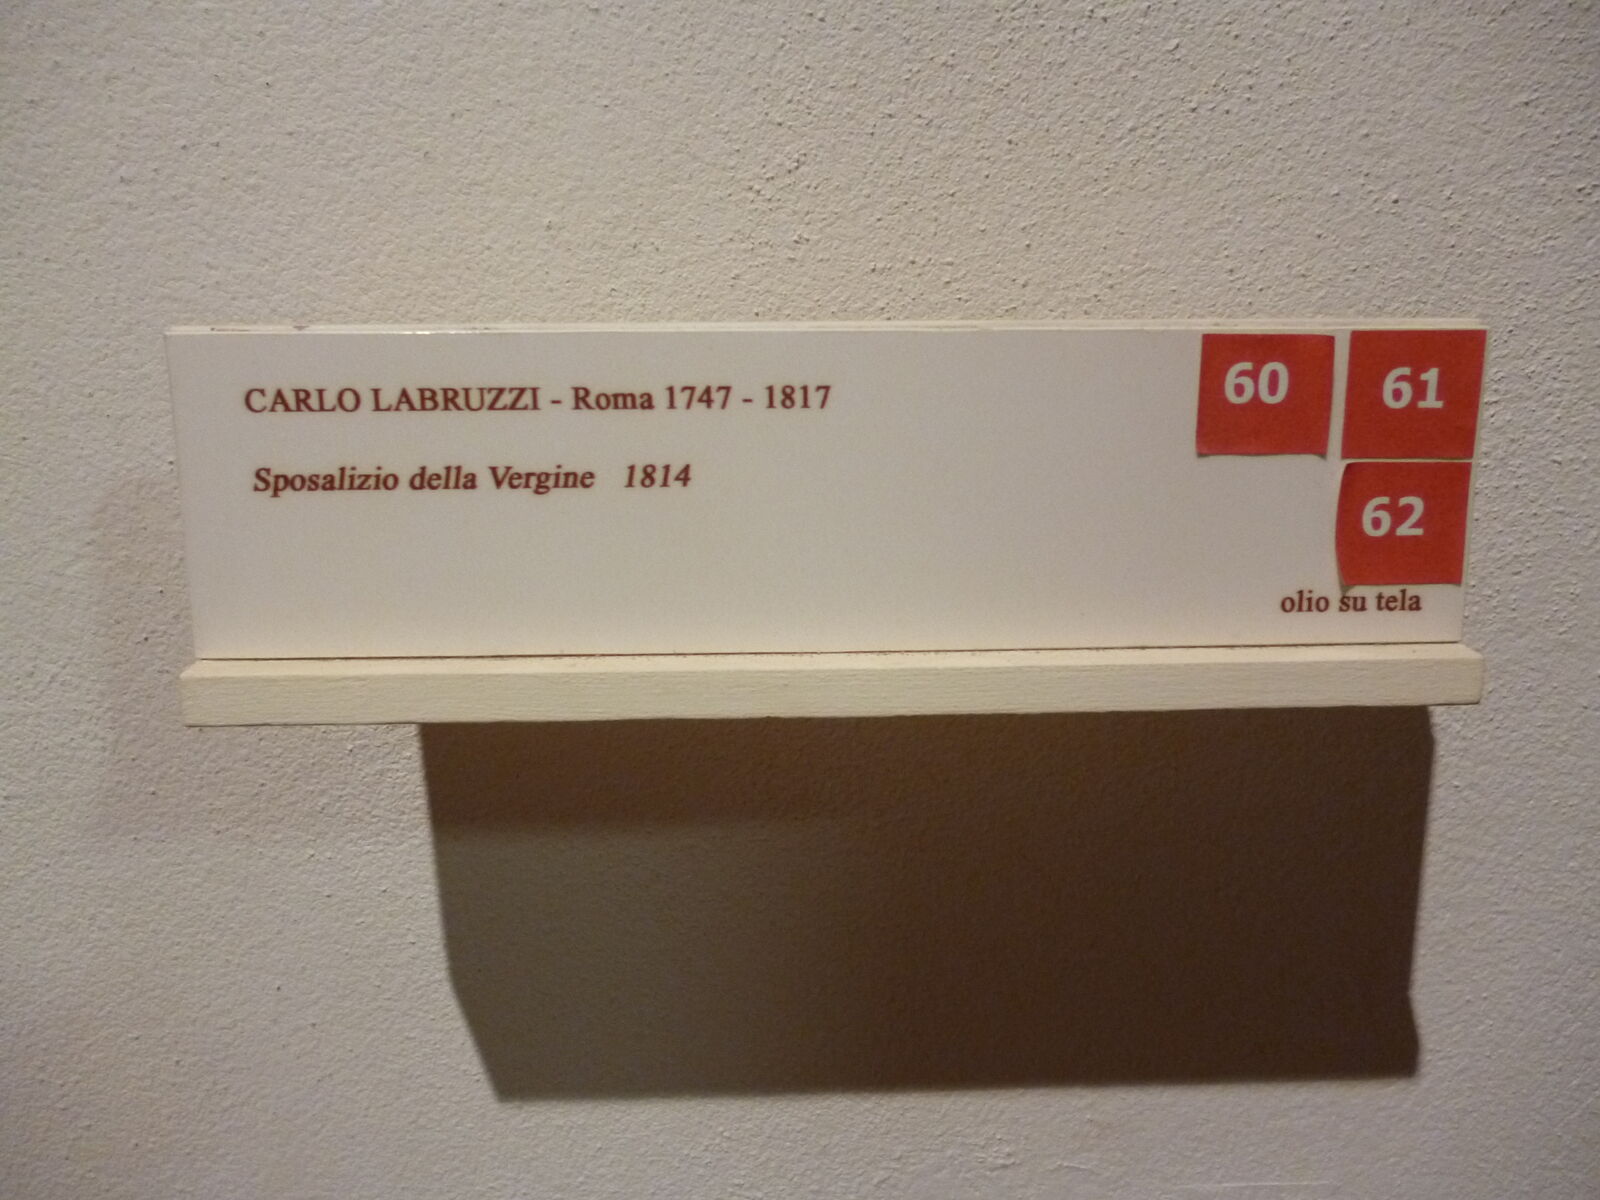 CARLO LABRUZZI - Roma 1747 - 1817
Sposalizio della Vergine 1814
60
61
62
olio su tela